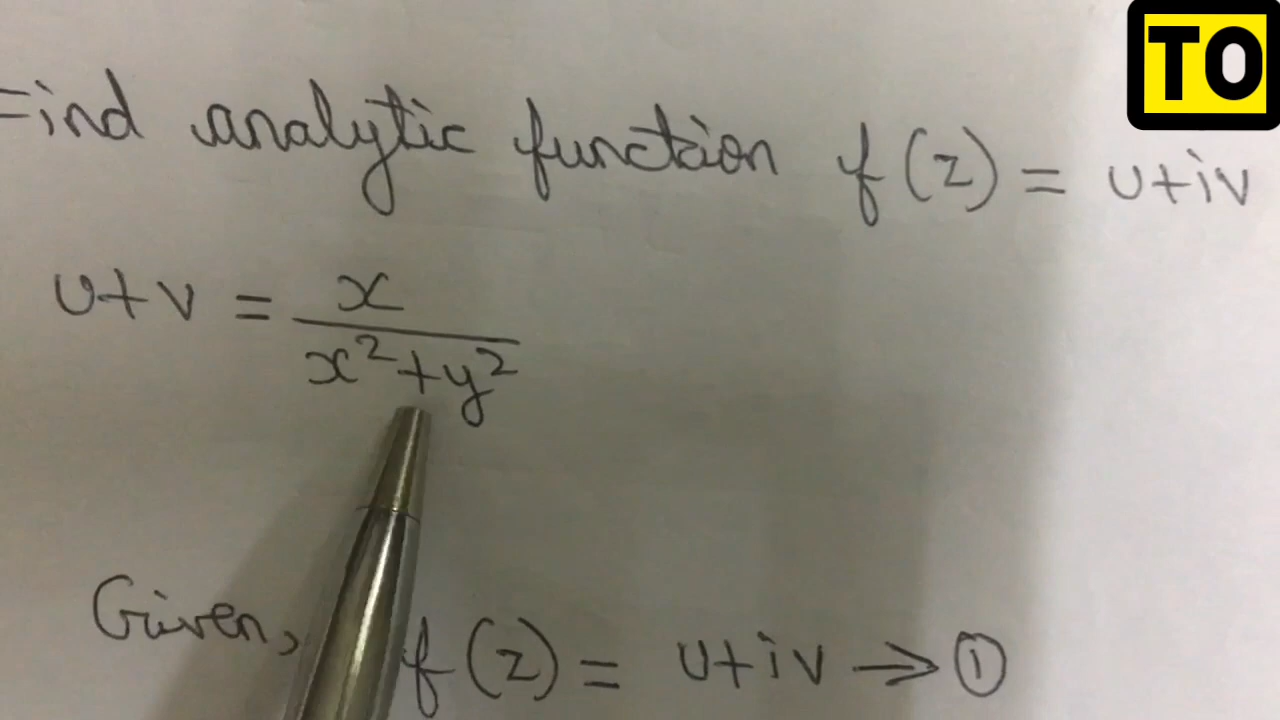 Find analytic function f(z) = u+iv
TO
u+v = x
x²+y²
Given, f(z) = u+iv → ①